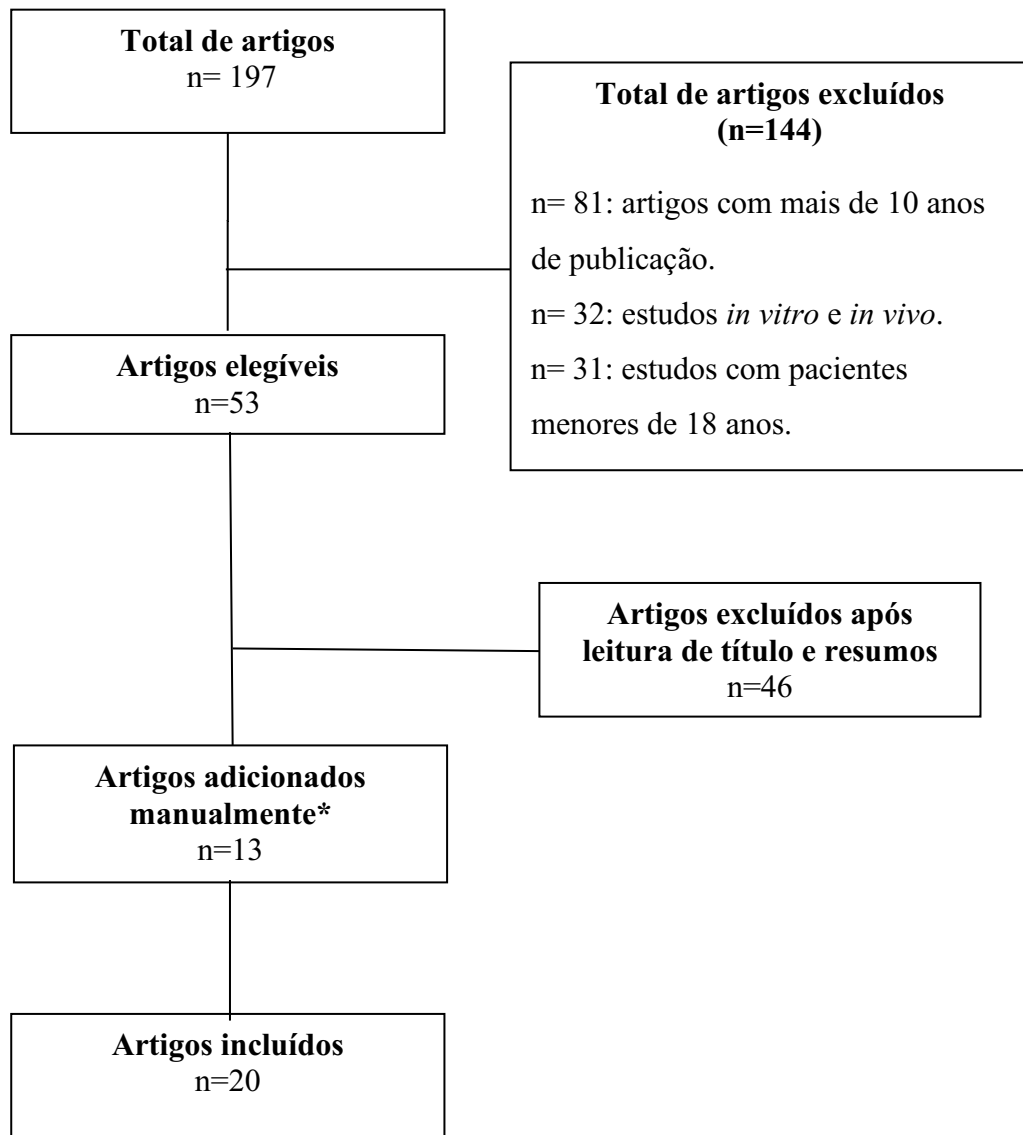 Total de artigos
n= 197
Total de artigos excluídos
(n=144)
n= 81: artigos com mais de 10 anos
de publicação.
n= 32: estudos in vitro e in vivo.
n= 31: estudos com pacientes
menores de 18 anos.
Artigos elegíveis
n=53
Artigos excluídos após
leitura de título e resumos
n=46
Artigos adicionados
manualmente*
n=13
Artigos incluídos
n=20